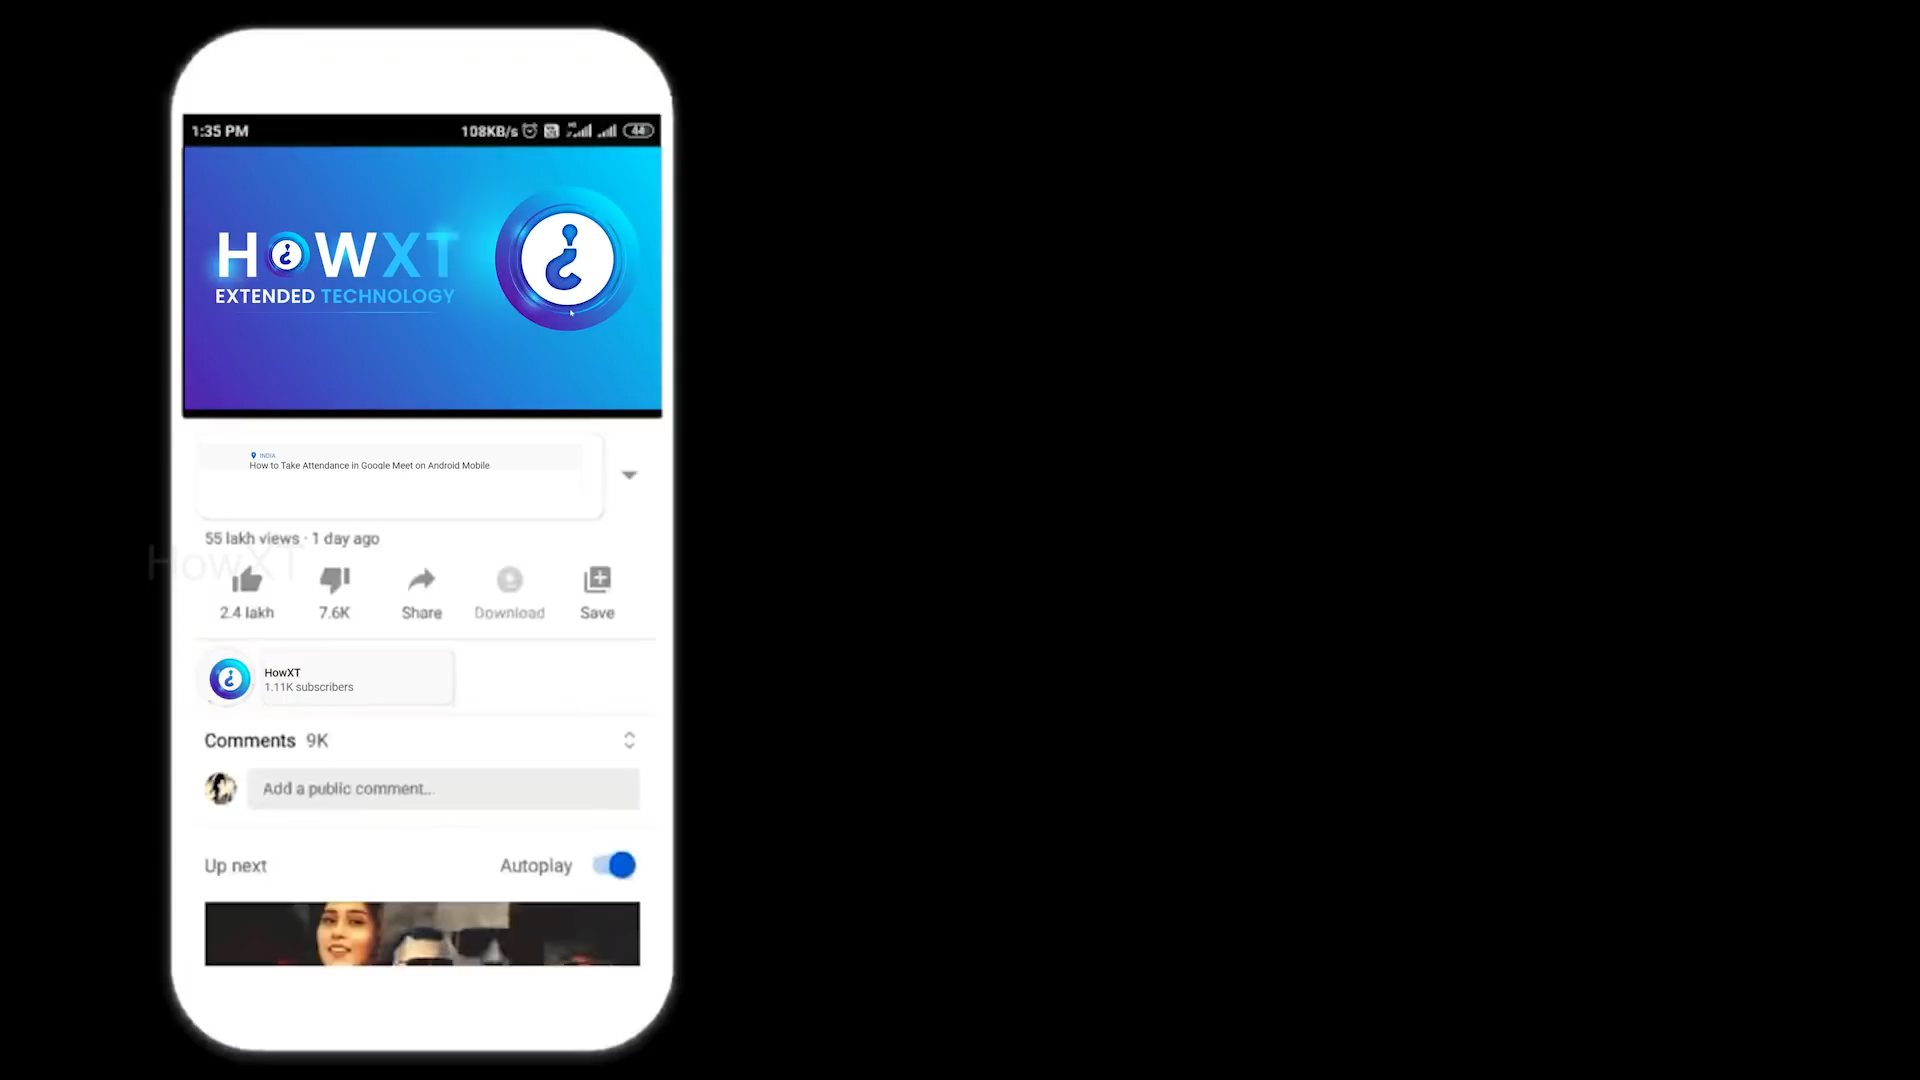 1:35 PM 108KB/s 44
HOWXT
EXTENDED TECHNOLOGY
INDIA
How to Take Attendance in Google Meet on Android Mobile
55 lakh views · 1 day ago
HowXT
2.4 lakh 7.6K Share Download Save
HowXT
1.11K subscribers
Comments 9K
Add a public comment...
Up next Autoplay